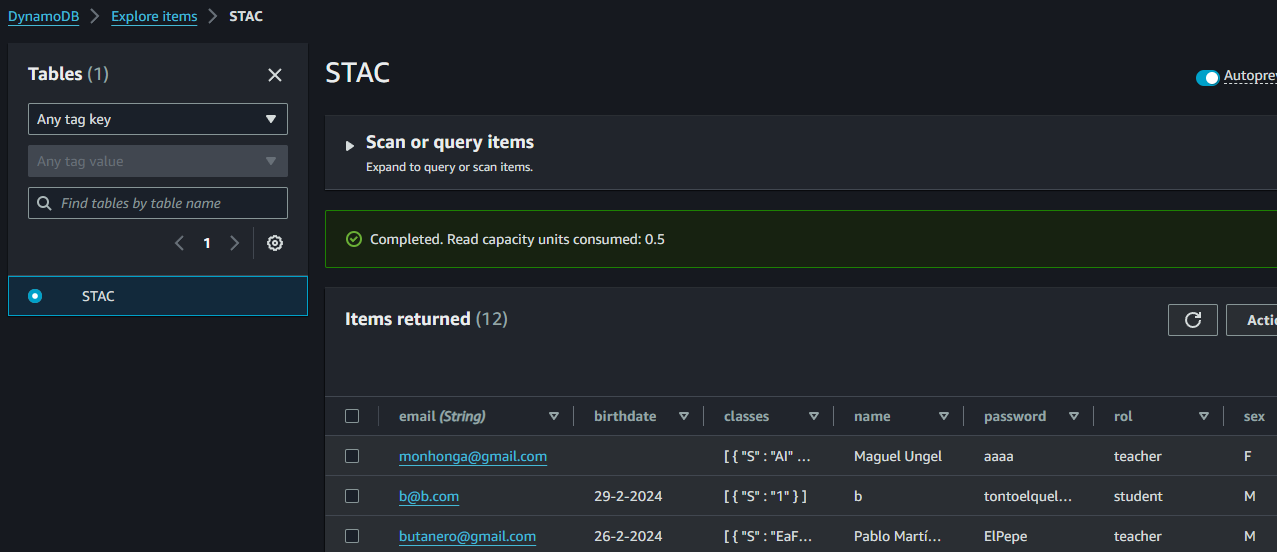 DynamoDB > Explore items > STAC
Tables (1)
Any tag key
Any tag value
Find tables by table name
1
STAC
STAC
Autoprev
Scan or query items
Expand to query or scan items.
Completed. Read capacity units consumed: 0.5
Items returned (12)
Actio
email (String) birthdate classes name password rol sex
monhonga@gmail.com [ { "S" : "AI" ... Maguel Ungel aaaa teacher F
b@b.com 29-2-2024 [ { "S" : "1" } ] b tontoelquel... student M
butanero@gmail.com 26-2-2024 [ { "S" : "EaF... Pablo Martí... ElPepe teacher M